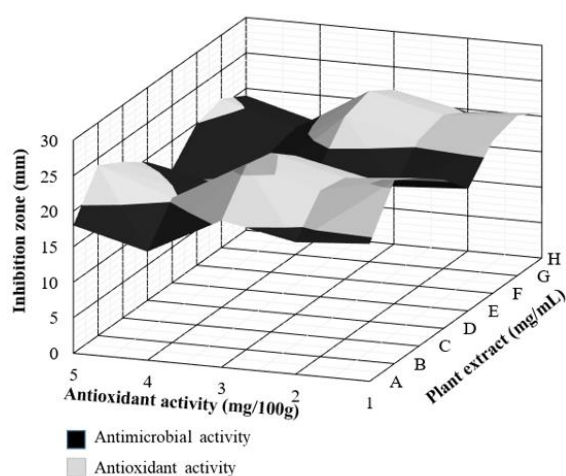 30
25
20
15
10
5
0
Inhibition zone (mm)
5
4
3
2
1
Antioxidant activity (mg/100g)
A
B
C
D
E
F
G
H
Plant extract (mg/mL)
Antimicrobial activity
Antioxidant activity